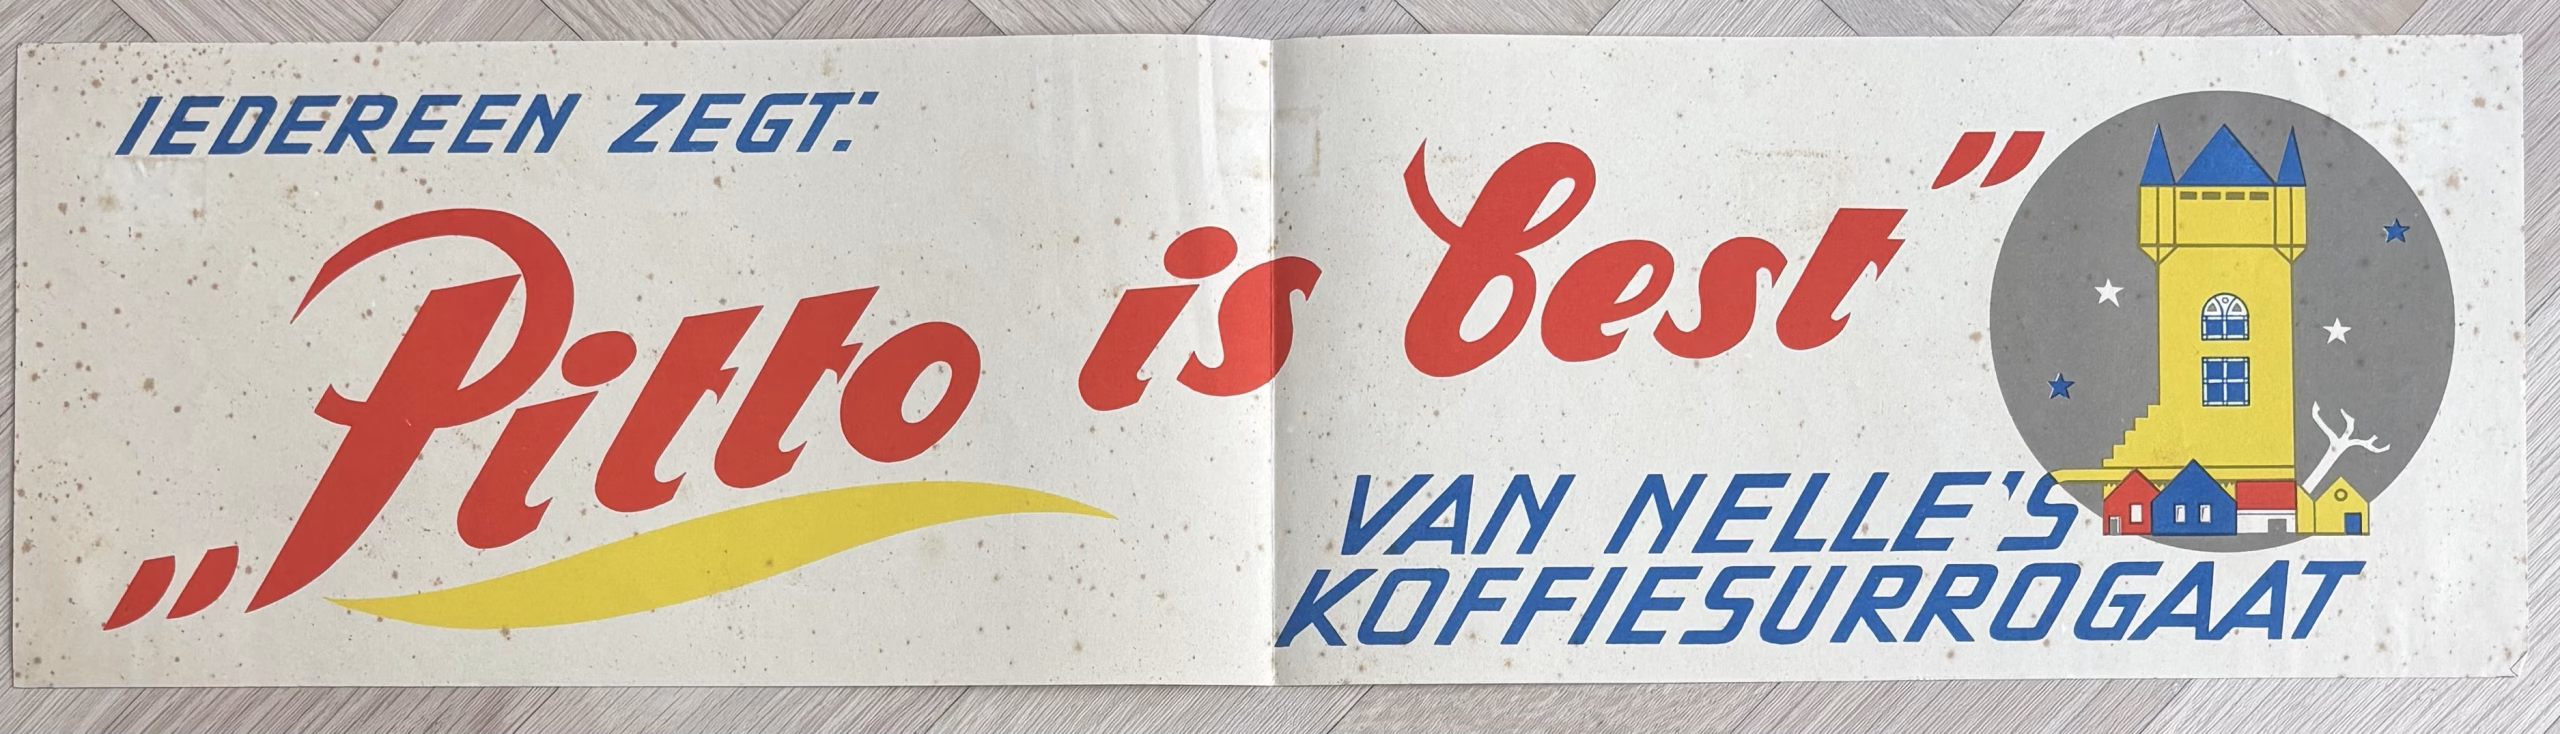 IEDEREEN ZEGT:
„Pitto is best”
VAN NELLE'S
KOFFIESURROGAAT